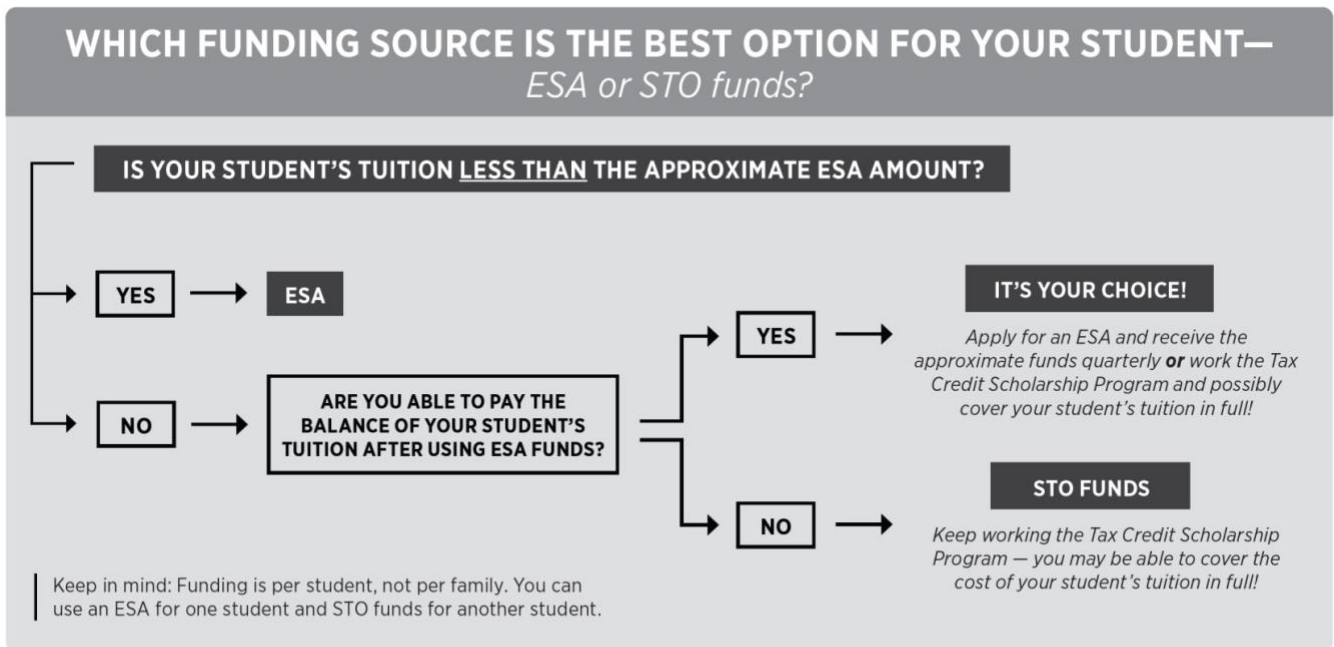 WHICH FUNDING SOURCE IS THE BEST OPTION FOR YOUR STUDENT—
ESA or STO funds?
IS YOUR STUDENT'S TUITION LESS THAN THE APPROXIMATE ESA AMOUNT?
YES
ESA
NO
ARE YOU ABLE TO PAY THE
BALANCE OF YOUR STUDENT'S
TUITION AFTER USING ESA FUNDS?
YES
IT'S YOUR CHOICE!
Apply for an ESA and receive the
approximate funds quarterly or work the Tax
Credit Scholarship Program and possibly
cover your student's tuition in full!
NO
STO FUNDS
Keep working the Tax Credit Scholarship
Program — you may be able to cover the
cost of your student's tuition in full!
Keep in mind: Funding is per student, not per family. You can
use an ESA for one student and STO funds for another student.